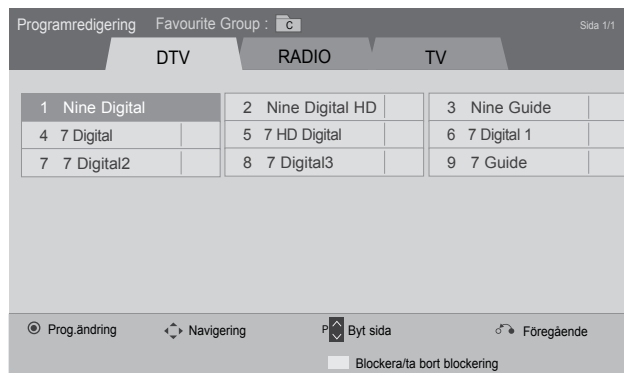 Programredigering Favourite Group : C Sida 1/1
DTV RADIO TV
1 Nine Digital 2 Nine Digital HD 3 Nine Guide
4 7 Digital 5 7 HD Digital 6 7 Digital 1
7 7 Digital2 8 7 Digital3 9 7 Guide
Prog.ändring Navigering P Byt sida Föregående
Blockera/ta bort blockering